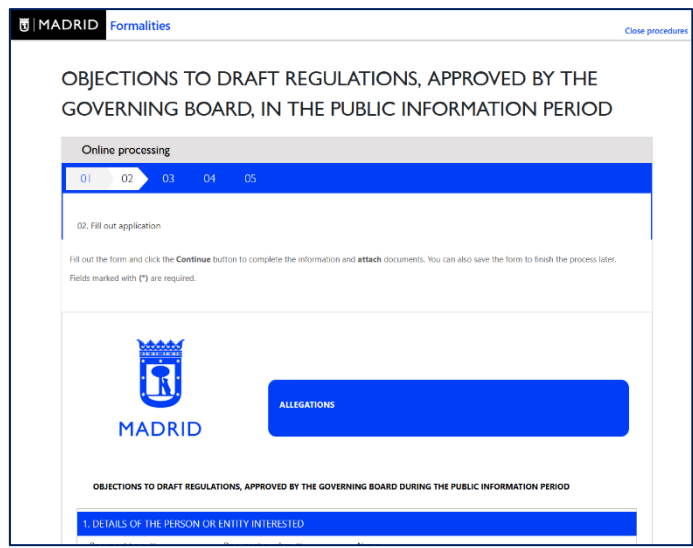 MADRID Formalities
Close procedures
OBJECTIONS TO DRAFT REGULATIONS, APPROVED BY THE
GOVERNING BOARD, IN THE PUBLIC INFORMATION PERIOD
Online processing
01 02 03 04 05
02. Fill out application
Fill out the form and click the Continue button to complete the information and attach documents. You can also save the form to finish the process later.
Fields marked with (*) are required.
MADRID
ALLEGATIONS
OBJECTIONS TO DRAFT REGULATIONS, APPROVED BY THE GOVERNING BOARD DURING THE PUBLIC INFORMATION PERIOD
1. DETAILS OF THE PERSON OR ENTITY INTERESTED